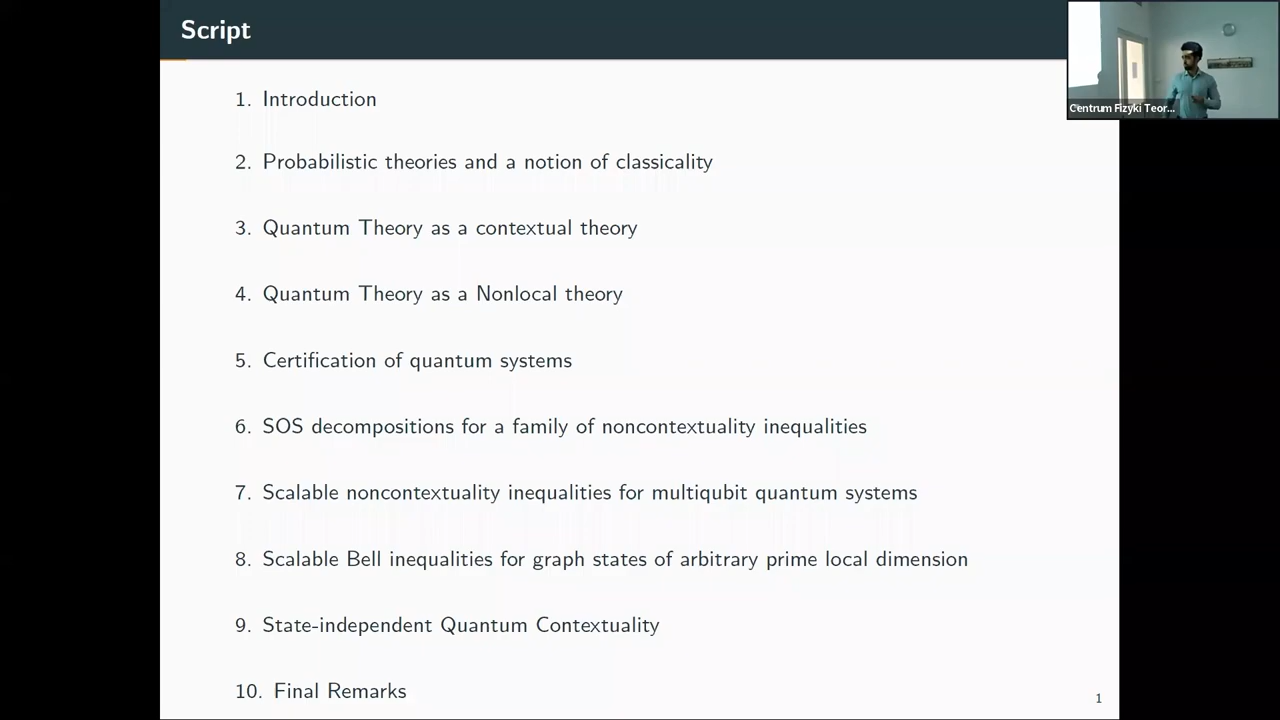 Script
Centrum Fizyki Teor...
1. Introduction
2. Probabilistic theories and a notion of classicality
3. Quantum Theory as a contextual theory
4. Quantum Theory as a Nonlocal theory
5. Certification of quantum systems
6. SOS decompositions for a family of noncontextuality inequalities
7. Scalable noncontextuality inequalities for multiqubit quantum systems
8. Scalable Bell inequalities for graph states of arbitrary prime local dimension
9. State-independent Quantum Contextuality
10. Final Remarks
1